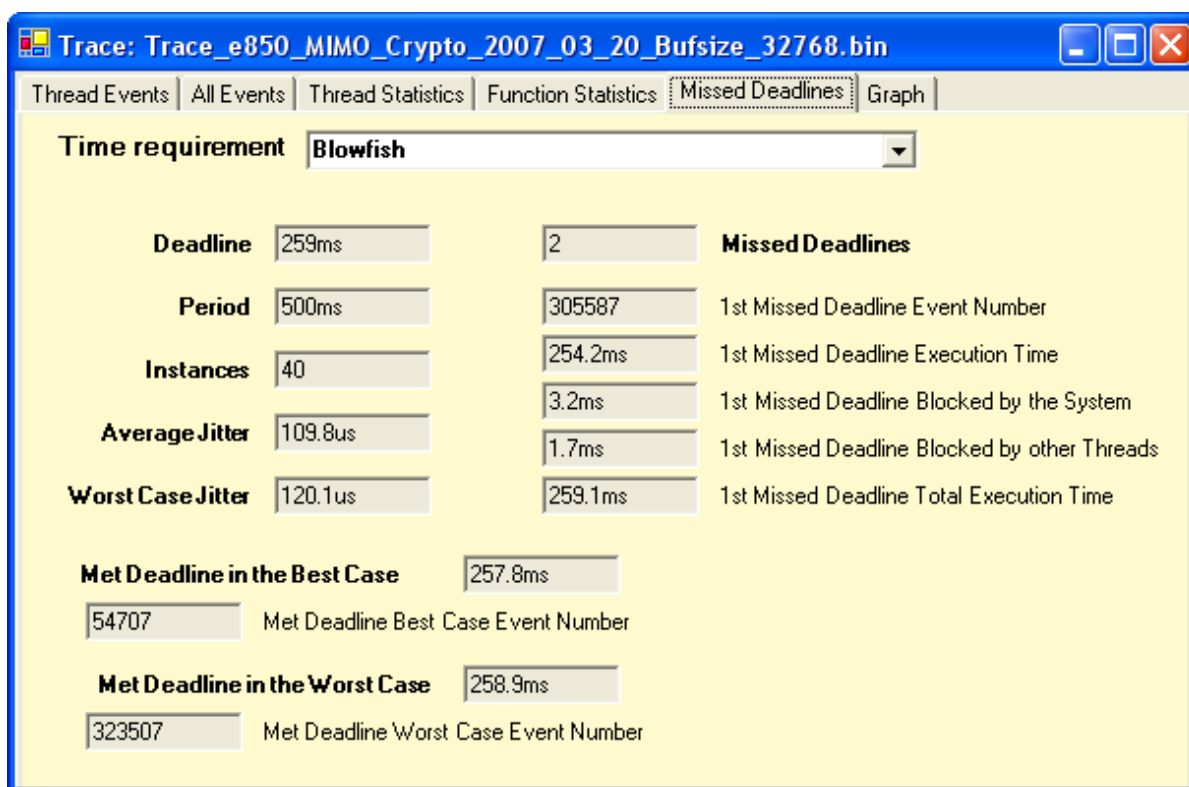 Trace: Trace_e850_MIMO_Crypto_2007_03_20_Bufsize_32768.bin
Thread Events All Events Thread Statistics Function Statistics Missed Deadlines Graph
Time requirement Blowfish
Deadline 259ms 2 Missed Deadlines
Period 500ms 305587 1st Missed Deadline Event Number
254.2ms 1st Missed Deadline Execution Time
Instances 40
3.2ms 1st Missed Deadline Blocked by the System
Average Jitter 109.8us
1.7ms 1st Missed Deadline Blocked by other Threads
Worst Case Jitter 120.1us 259.1ms 1st Missed Deadline Total Execution Time
Met Deadline in the Best Case 257.8ms
54707 Met Deadline Best Case Event Number
Met Deadline in the Worst Case 258.9ms
323507 Met Deadline Worst Case Event Number